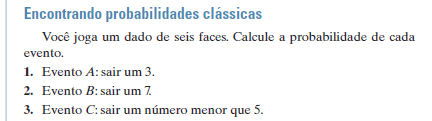 Encontrando probabilidades clássicas
Você joga um dado de seis faces. Calcule a probabilidade de cada
evento.
1. Evento A: sair um 3.
2. Evento B: sair um 7.
3. Evento C: sair um número menor que 5.